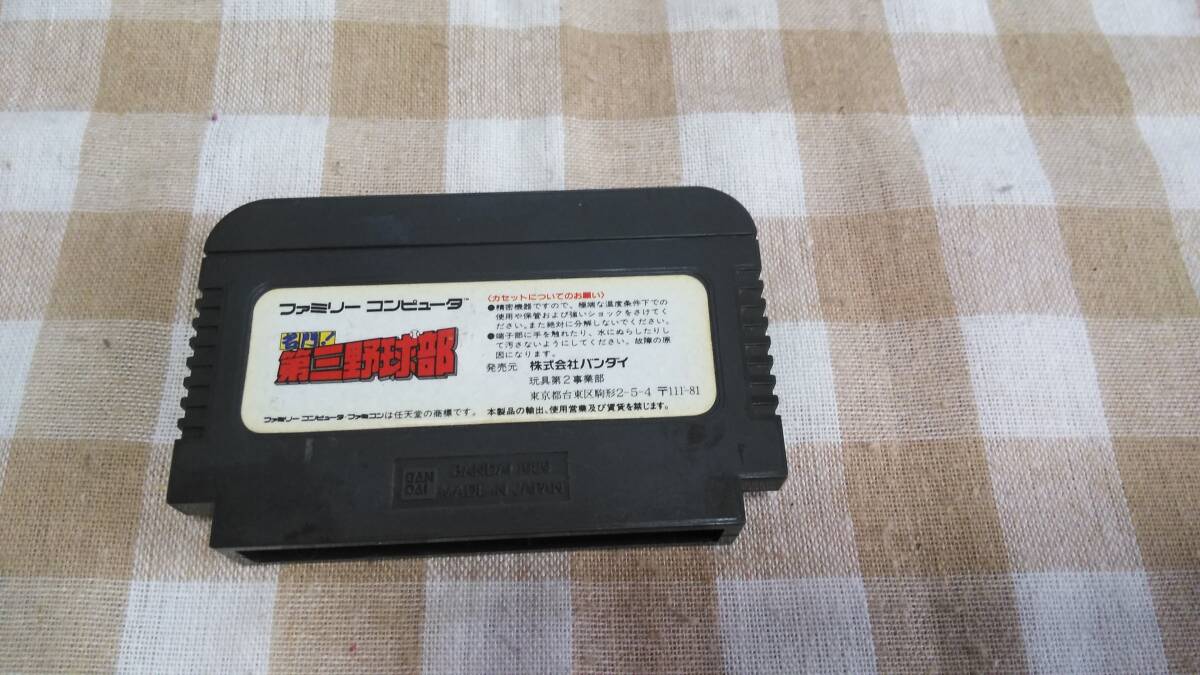 ファミリー コンピュータ™
名門!
第三野球部
〈カセットについてのお願い〉
●精密機器ですので、極端な温度条件下での
使用や保管および強いショックをさけてく
ださい。また絶対に分解しないでください。
●端子部に手を触れたり、水にぬらしたりし
て汚さないようにしてください。故障の原
因になります。
発売元 株式会社バンダイ
玩具第2事業部
東京都台東区駒形2-5-4 〒111-81
ファミリー コンピュータ・ファミコンは任天堂の商標です。
本製品の輸出、使用営業及び賃貸を禁じます。
BAN
DAI
MADE IN JAPAN